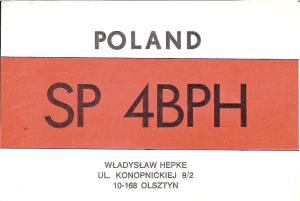 POLAND
SP 4BPH
WŁADYSŁAW HEPKE
UL. KONOPNICKIEJ 9/2
10-168 OLSZTYN